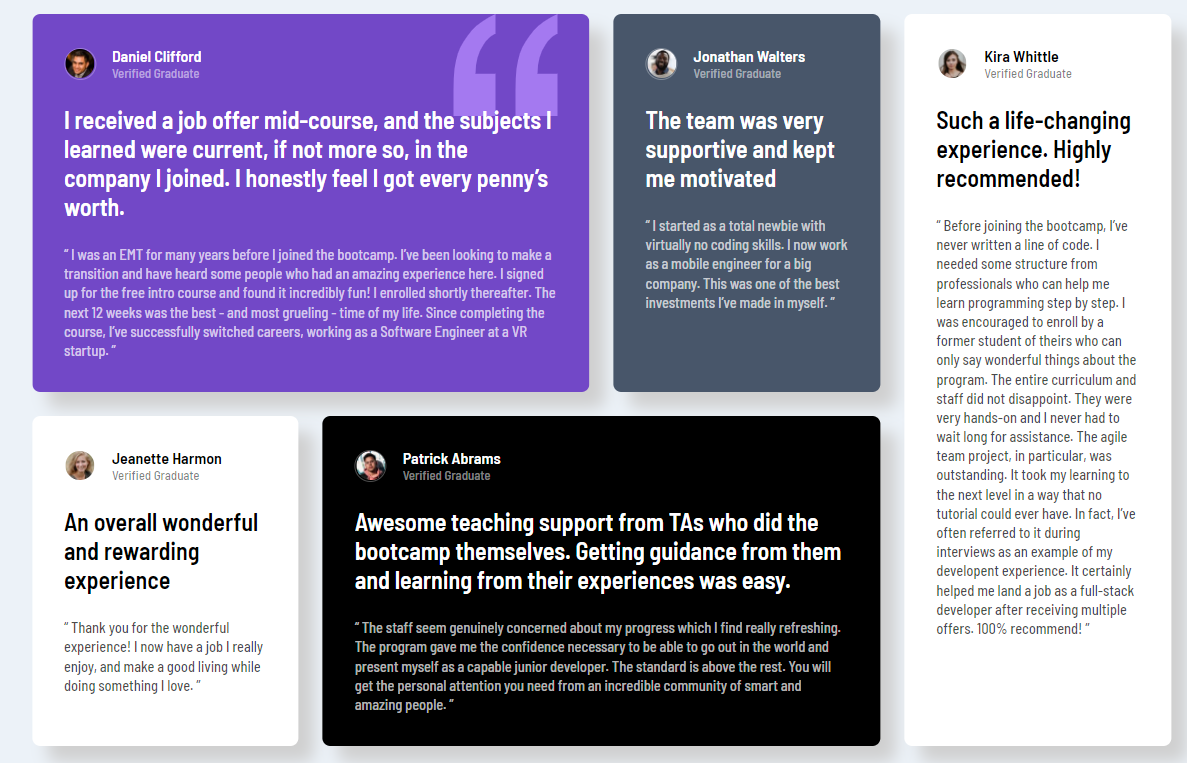 Daniel Clifford
Verified Graduate
I received a job offer mid-course, and the subjects I
learned were current, if not more so, in the
company I joined. I honestly feel I got every penny’s
worth.
“ I was an EMT for many years before I joined the bootcamp. I’ve been looking to make a
transition and have heard some people who had an amazing experience here. I signed
up for the free intro course and found it incredibly fun! I enrolled shortly thereafter. The
next 12 weeks was the best - and most grueling - time of my life. Since completing the
course, I’ve successfully switched careers, working as a Software Engineer at a VR
startup. ”
Jonathan Walters
Verified Graduate
The team was very
supportive and kept
me motivated
“ I started as a total newbie with
virtually no coding skills. I now work
as a mobile engineer for a big
company. This was one of the best
investments I’ve made in myself. ”
Kira Whittle
Verified Graduate
Such a life-changing
experience. Highly
recommended!
“ Before joining the bootcamp, I’ve
never written a line of code. I
needed some structure from
professionals who can help me
learn programming step by step. I
was encouraged to enroll by a
former student of theirs who can
only say wonderful things about the
program. The entire curriculum and
staff did not disappoint. They were
very hands-on and I never had to
wait long for assistance. The agile
team project, in particular, was
outstanding. It took my learning to
the next level in a way that no
tutorial could ever have. In fact, I’ve
often referred to it during
interviews as an example of my
developent experience. It certainly
helped me land a job as a full-stack
developer after receiving multiple
offers. 100% recommend! ”
Jeanette Harmon
Verified Graduate
An overall wonderful
and rewarding
experience
“ Thank you for the wonderful
experience! I now have a job I really
enjoy, and make a good living while
doing something I love. ”
Patrick Abrams
Verified Graduate
Awesome teaching support from TAs who did the
bootcamp themselves. Getting guidance from them
and learning from their experiences was easy.
“ The staff seem genuinely concerned about my progress which I find really refreshing.
The program gave me the confidence necessary to be able to go out in the world and
present myself as a capable junior developer. The standard is above the rest. You will
get the personal attention you need from an incredible community of smart and
amazing people. ”